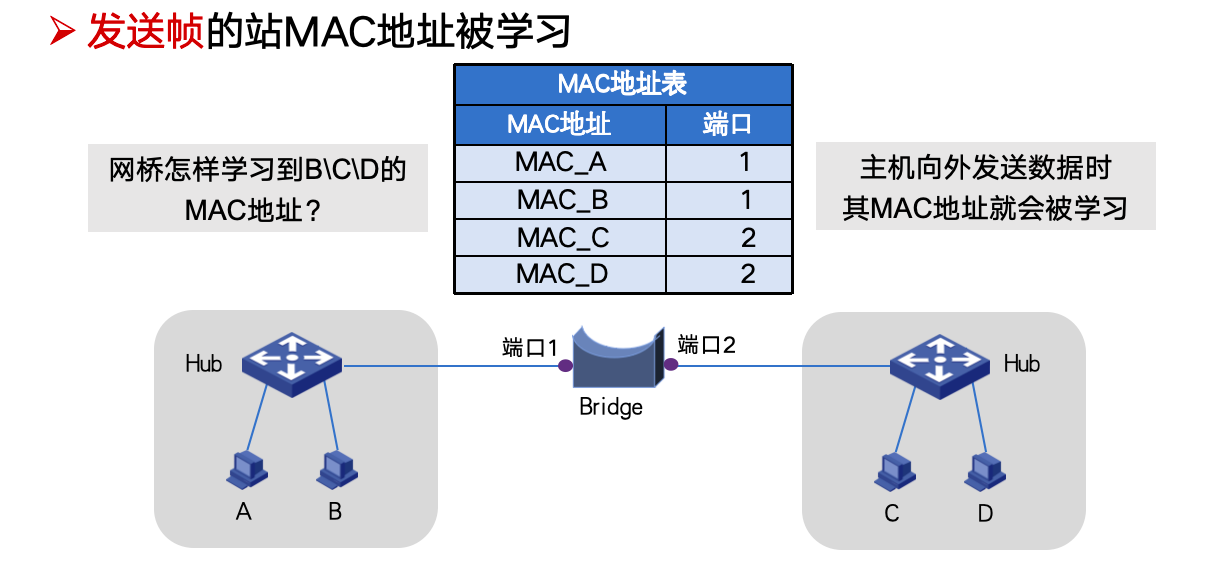 发送帧的站MAC地址被学习
MAC地址表
MAC地址 端口
MAC_A 1
MAC_B 1
MAC_C 2
MAC_D 2
网桥怎样学习到B\C\D的
MAC地址?
主机向外发送数据时
其MAC地址就会被学习
Hub
端口1
端口2
Hub
Bridge
A
B
C
D